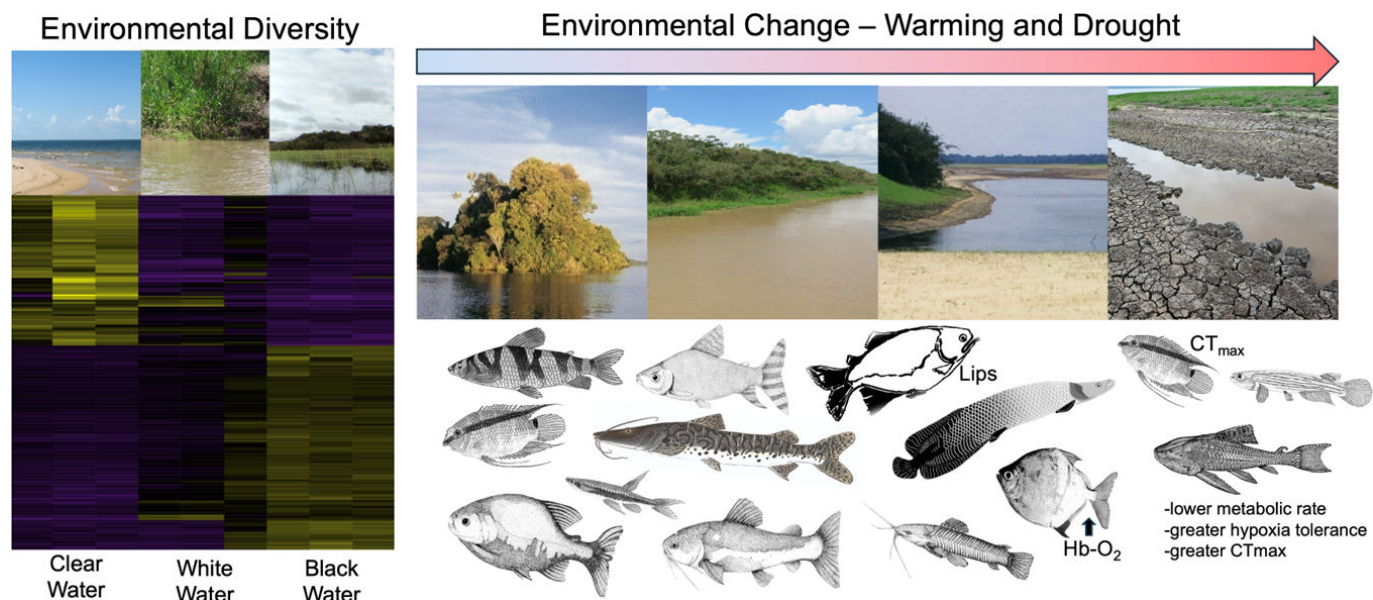 Environmental Diversity
Environmental Change – Warming and Drought
Clear
Water
White
Water
Black
Water
Lips
CTmax
Hb-O2
-lower metabolic rate
-greater hypoxia tolerance
-greater CTmax